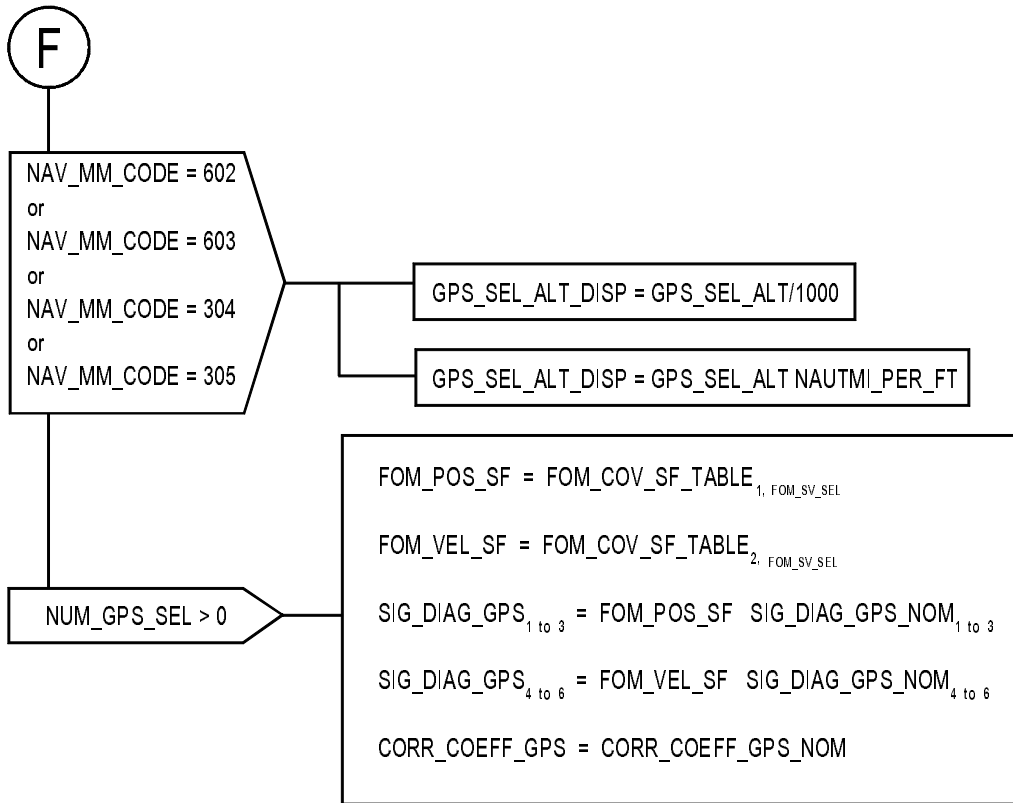 F
NAV_MM_CODE = 602
or
NAV_MM_CODE = 603
or
NAV_MM_CODE = 304
or
NAV_MM_CODE = 305
GPS_SEL_ALT_DISP = GPS_SEL_ALT/1000
GPS_SEL_ALT_DISP = GPS_SEL_ALT NAUTMI_PER_FT
NUM_GPS_SEL > 0
FOM_POS_SF = FOM_COV_SF_TABLE1, FOM_SV_SEL
FOM_VEL_SF = FOM_COV_SF_TABLE2, FOM_SV_SEL
SIG_DIAG_GPS1 to 3 = FOM_POS_SF SIG_DIAG_GPS_NOM1 to 3
SIG_DIAG_GPS4 to 6 = FOM_VEL_SF SIG_DIAG_GPS_NOM4 to 6
CORR_COEFF_GPS = CORR_COEFF_GPS_NOM